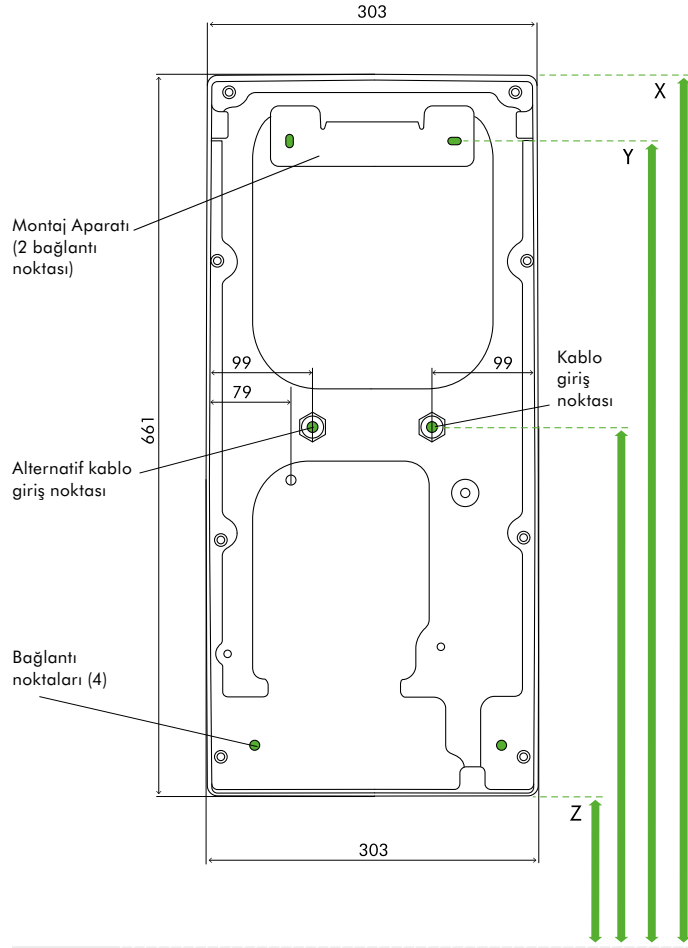 303
X
Y
Montaj Aparatı
(2 bağlantı
noktası)
99
99
79
Kablo
giriş
noktası
661
Alternatif kablo
giriş noktası
Bağlantı
noktaları (4)
Z
303